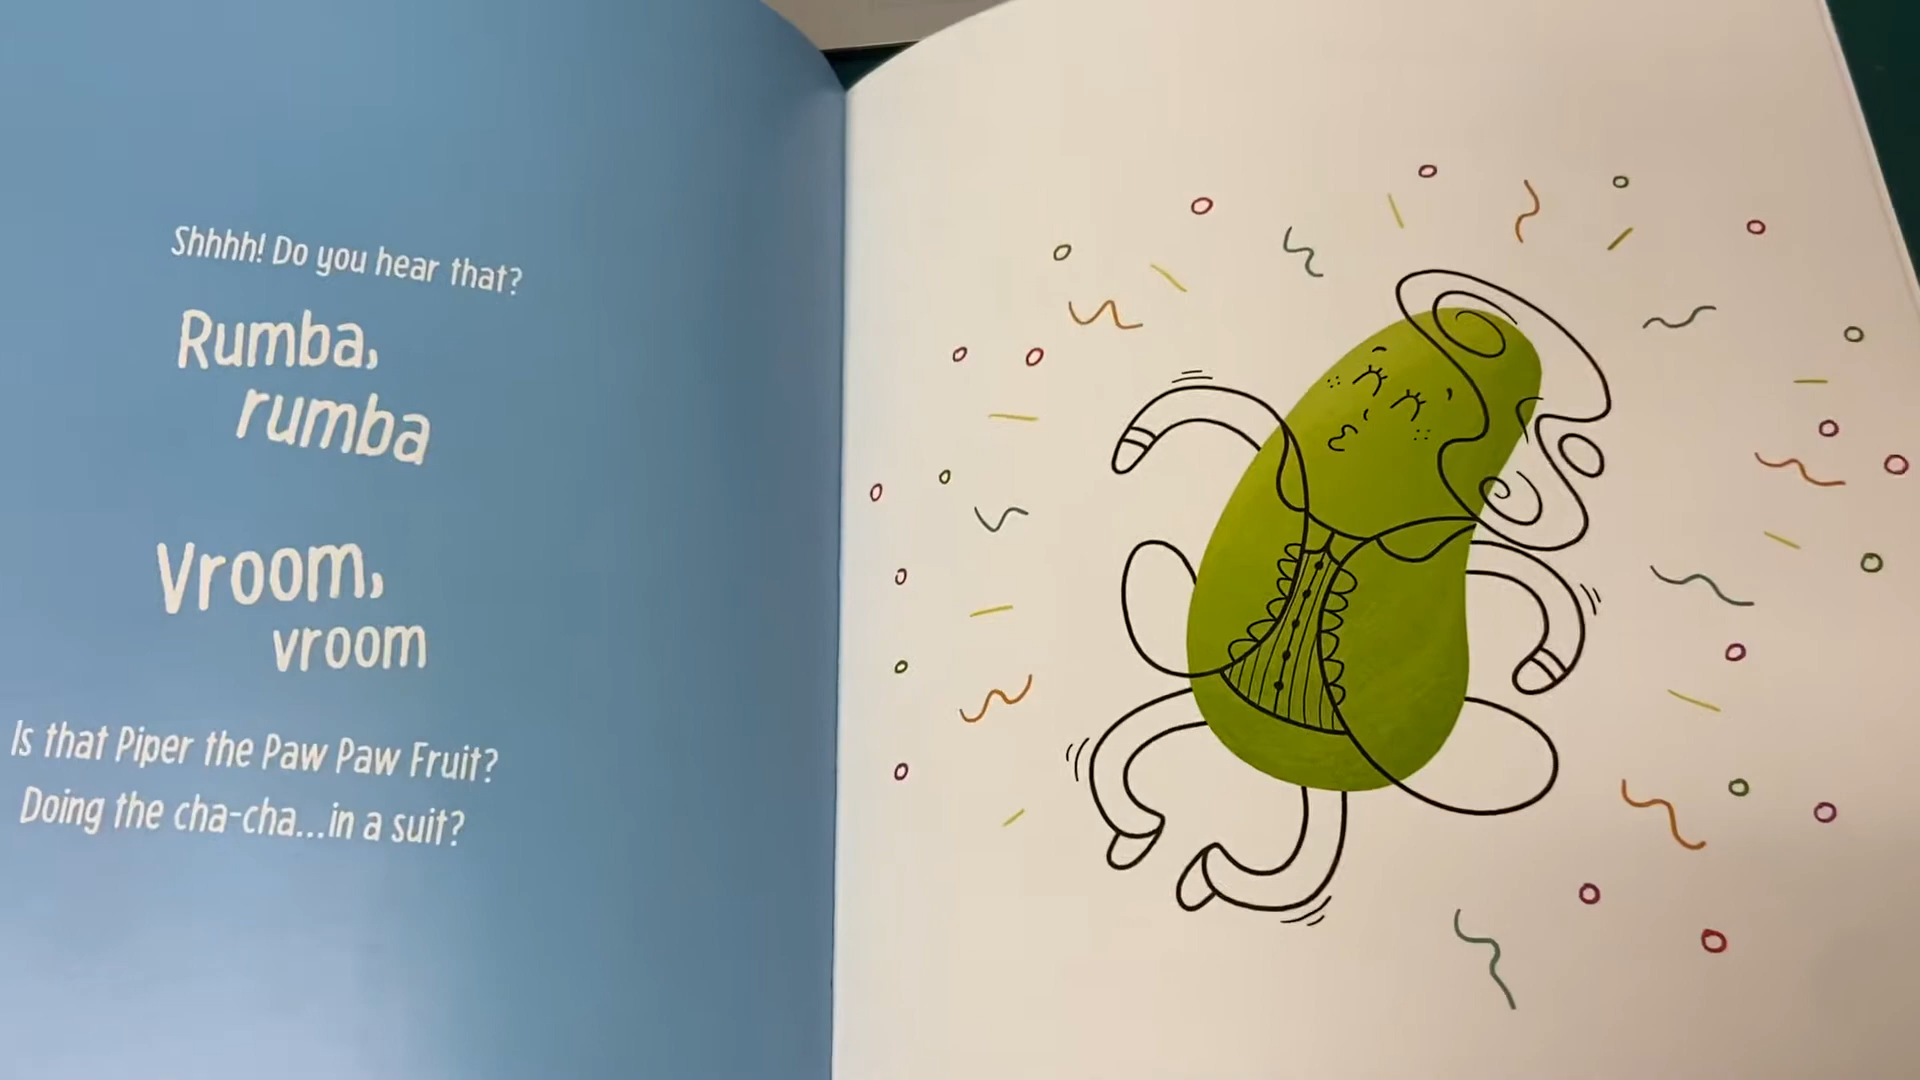 Shhhh! Do you hear that?
Rumba,
rumba
Vroom,
vroom
Is that Piper the Paw Paw Fruit?
Doing the cha-cha...in a suit?